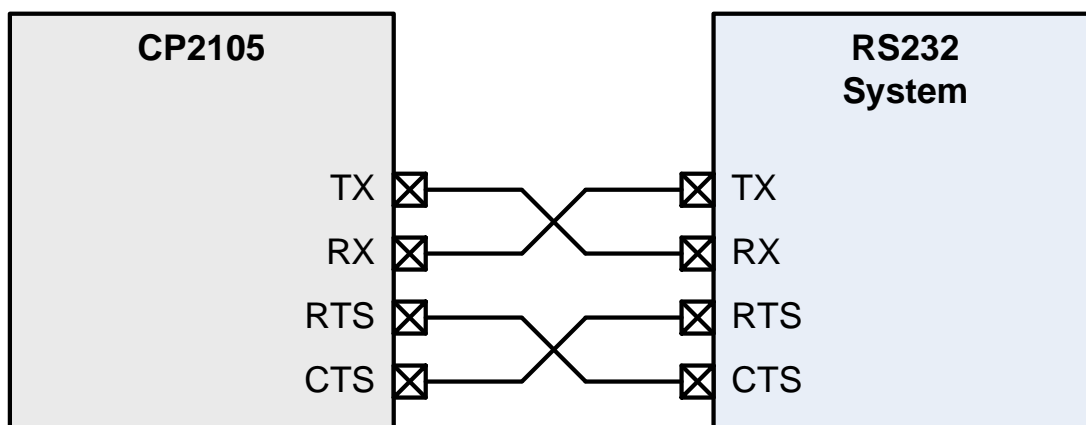 CP2105
RS232
System
TX
TX
RX
RX
RTS
RTS
CTS
CTS